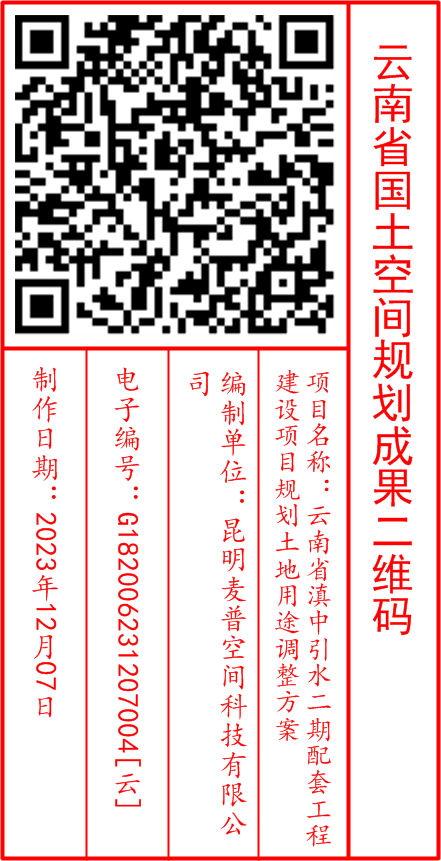 云南省国土空间规划成果二维码
项目名称：云南省滇中引水二期配套工程
建设项目规划土地用途调整方案
编制单位：昆明麦普空间科技有限公
司
电子编号：G182006231207004[云]
制作日期：2023年12月07日